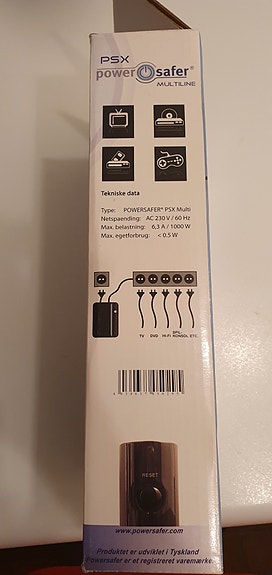 PSX
power safer®
MULTILINE
Tekniske data
Type: POWERSAFER® PSX Multi
Netspaending: AC 230 V / 60 Hz
Max. belastning: 6,3 A / 1000 W
Max. egetforbrug: < 0.5 W
TV DVD HI-FI SPIL-KONSOL ETC
RESET
www.powersafer.com
Produktet er udviklet i Tyskland
Powersafer er et registreret varemærke.